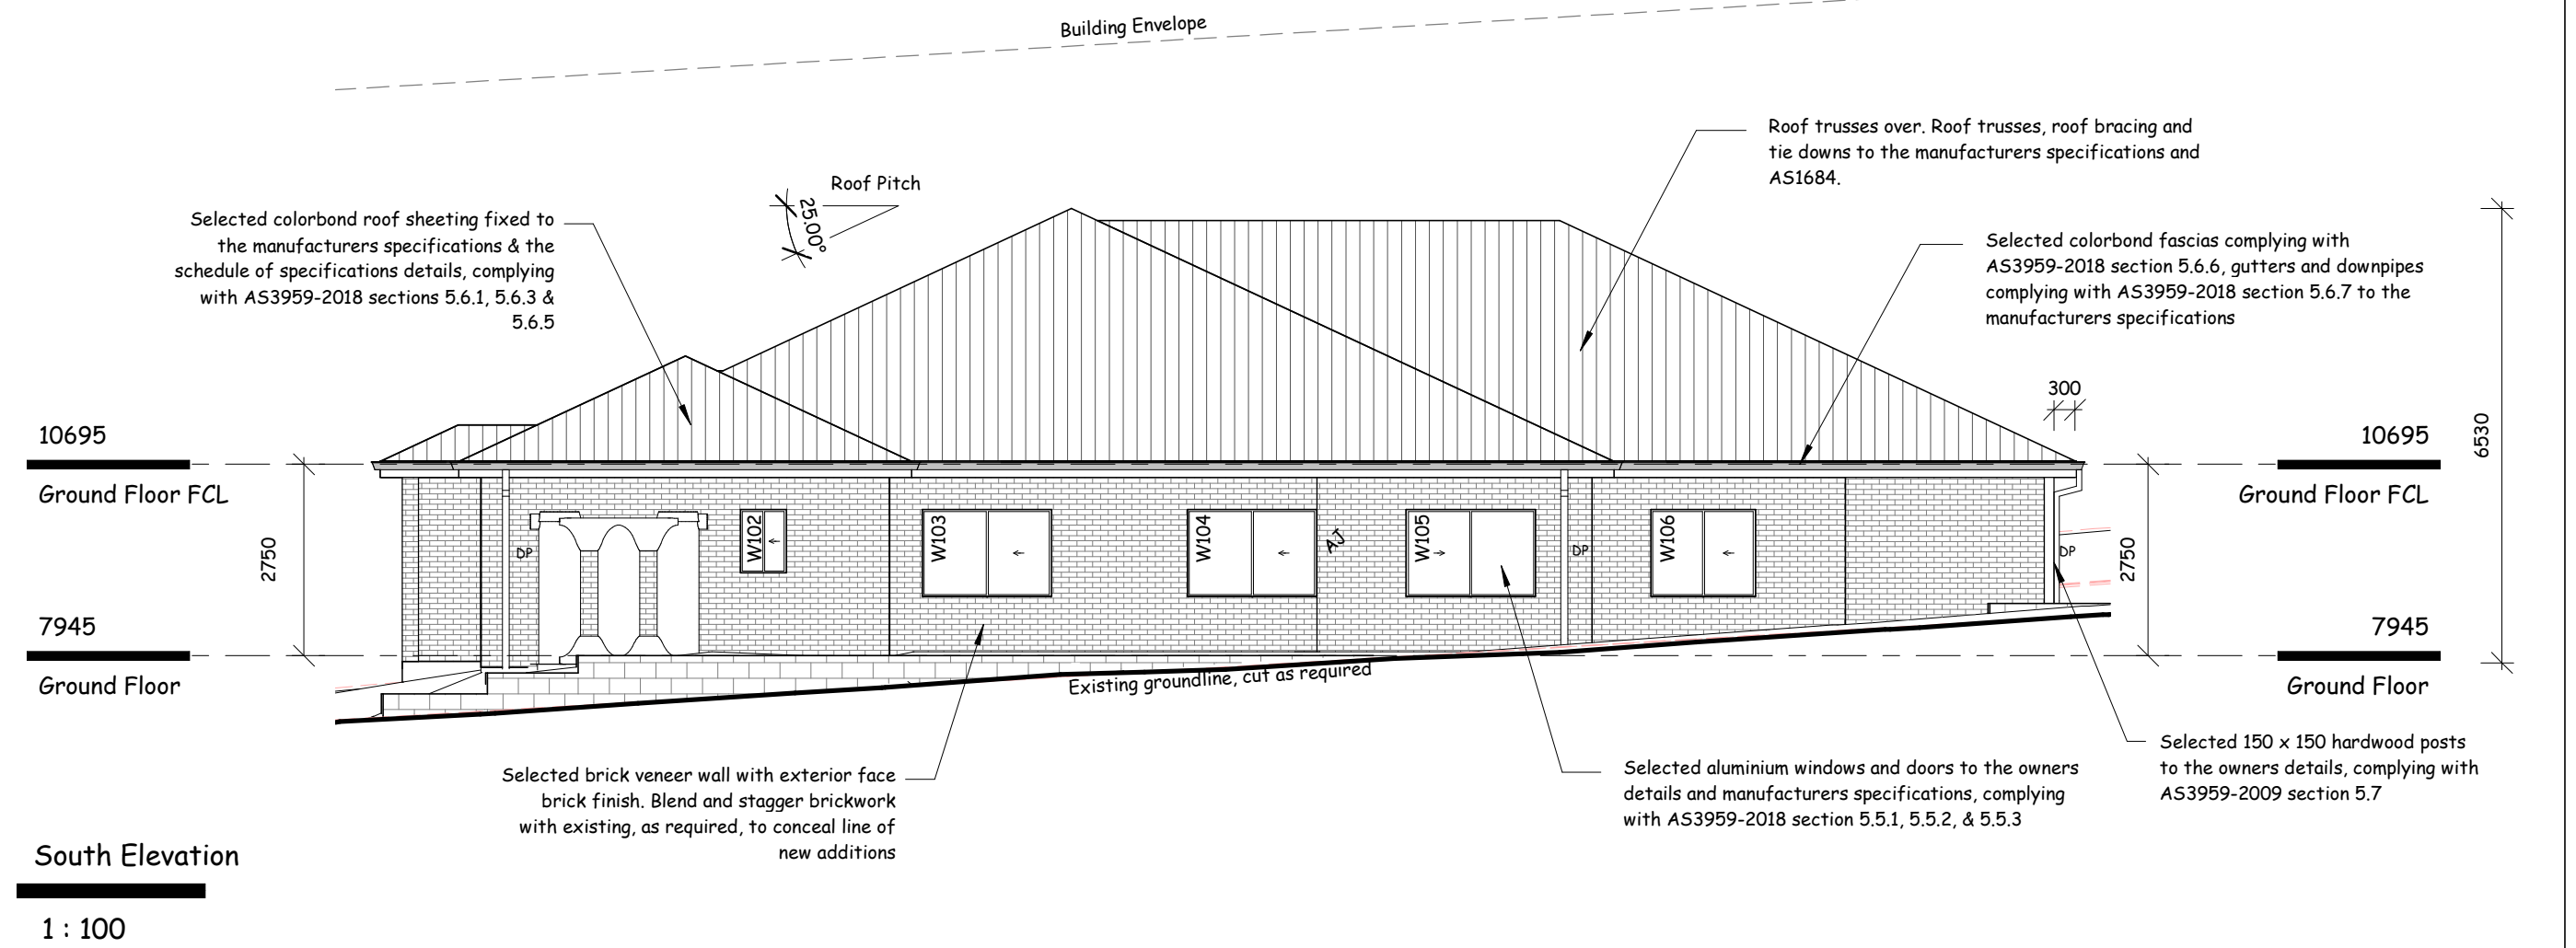 Building Envelope
Roof trusses over. Roof trusses, roof bracing and
tie downs to the manufacturers specifications and
AS1684.
Roof Pitch
25.00°
Selected colorbond roof sheeting fixed to
the manufacturers specifications & the
schedule of specifications details, complying
with AS3959-2018 sections 5.6.1, 5.6.3 &
5.6.5
Selected colorbond fascias complying with
AS3959-2018 section 5.6.6, gutters and downpipes
complying with AS3959-2018 section 5.6.7 to the
manufacturers specifications
300
6530
10695
Ground Floor FCL
10695
Ground Floor FCL
2750
2750
DP
W102
W103
W104
AJ
W105
DP
W106
DP
7945
Ground Floor
7945
Ground Floor
Existing groundline, cut as required
Selected brick veneer wall with exterior face
brick finish. Blend and stagger brickwork
with existing, as required, to conceal line of
new additions
Selected aluminium windows and doors to the owners
details and manufacturers specifications, complying
with AS3959-2018 section 5.5.1, 5.5.2, & 5.5.3
Selected 150 x 150 hardwood posts
to the owners details, complying with
AS3959-2009 section 5.7
South Elevation
1 : 100